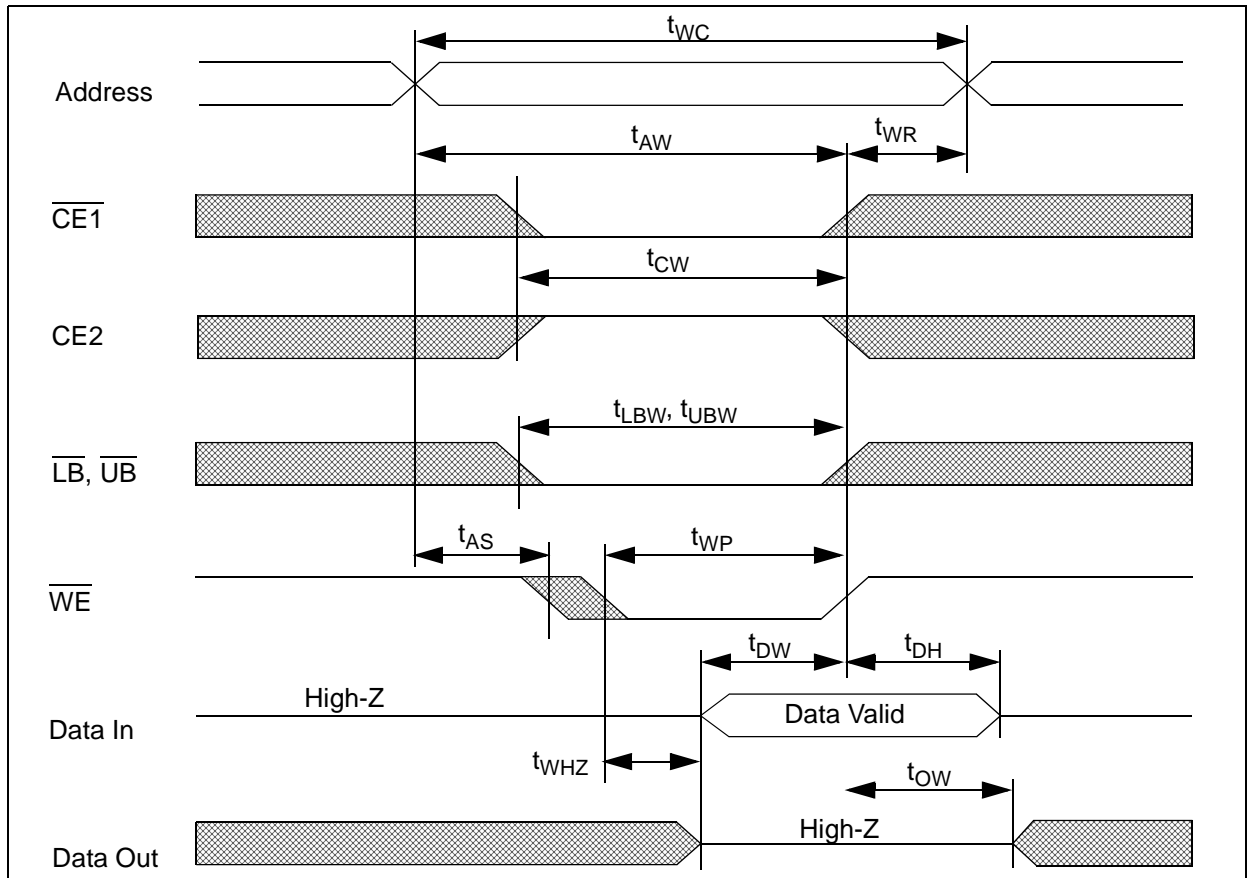 tWC
Address
tAW
tWR
CE1
tCW
CE2
tLBW, tUBW
LB, UB
tAS
tWP
WE
tDW
tDH
High-Z
Data Valid
Data In
tWHZ
tOW
High-Z
Data Out